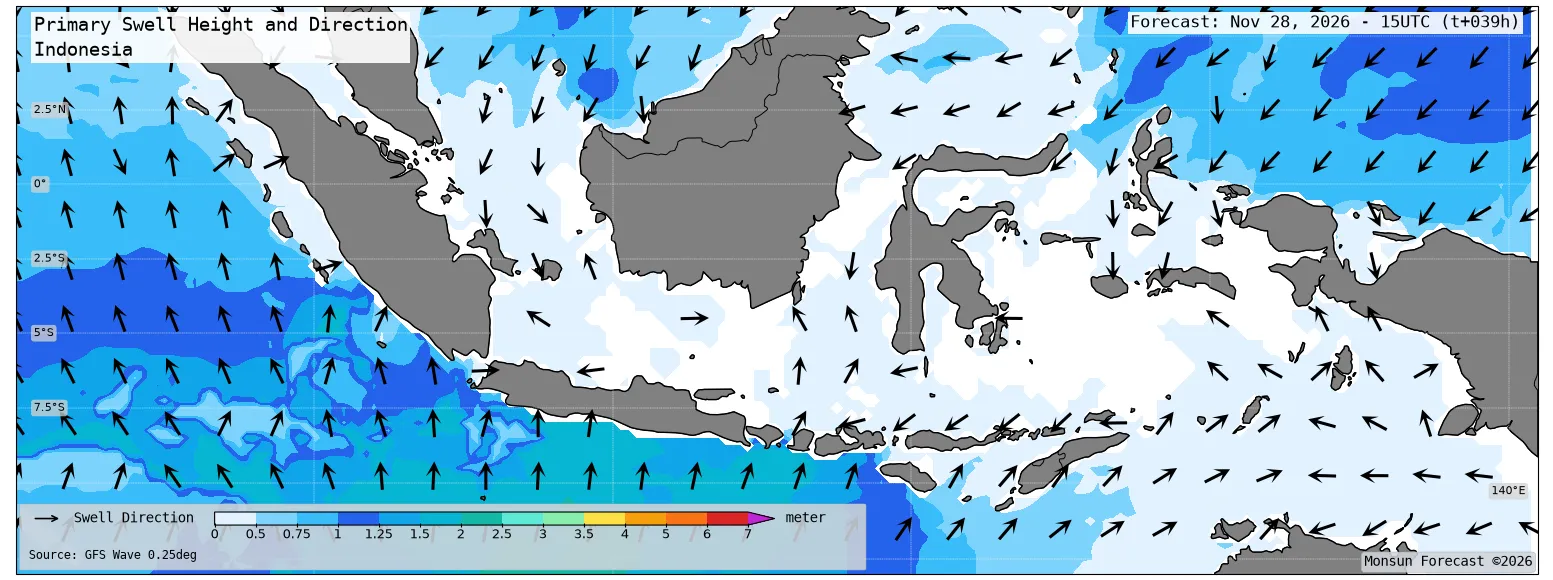 Primary Swell Height and Direction
Indonesia
Forecast: Nov 28, 2026 - 15UTC (t+039h)
2.5°N
0°
2.5°S
5°S
7.5°S
140°E
Swell Direction
0 0.5 0.75 1 1.25 1.5 2 2.5 3 3.5 4 5 6 7
meter
Source: GFS Wave 0.25deg
Monsun Forecast ©2026